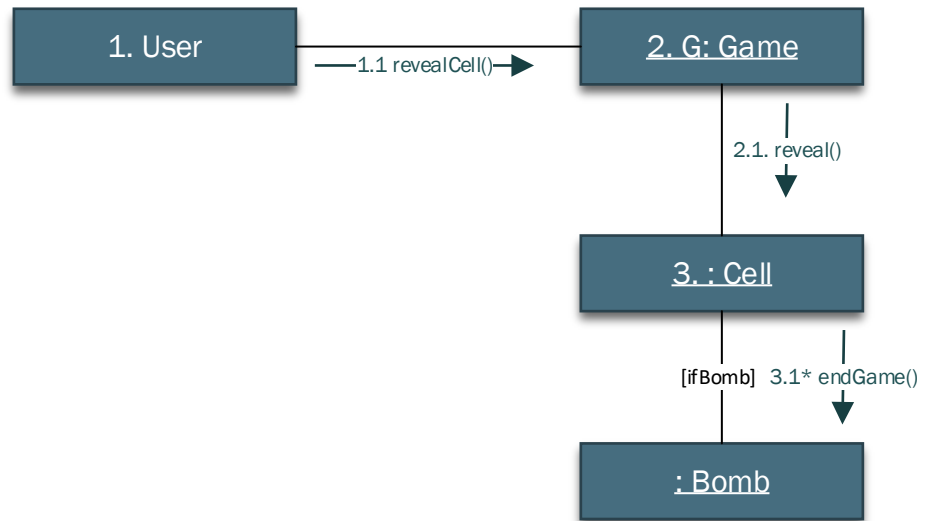 1. User
2. G: Game
1.1 revealCell()
2.1. reveal()
3. : Cell
[ifBomb] 3.1* endGame()
: Bomb